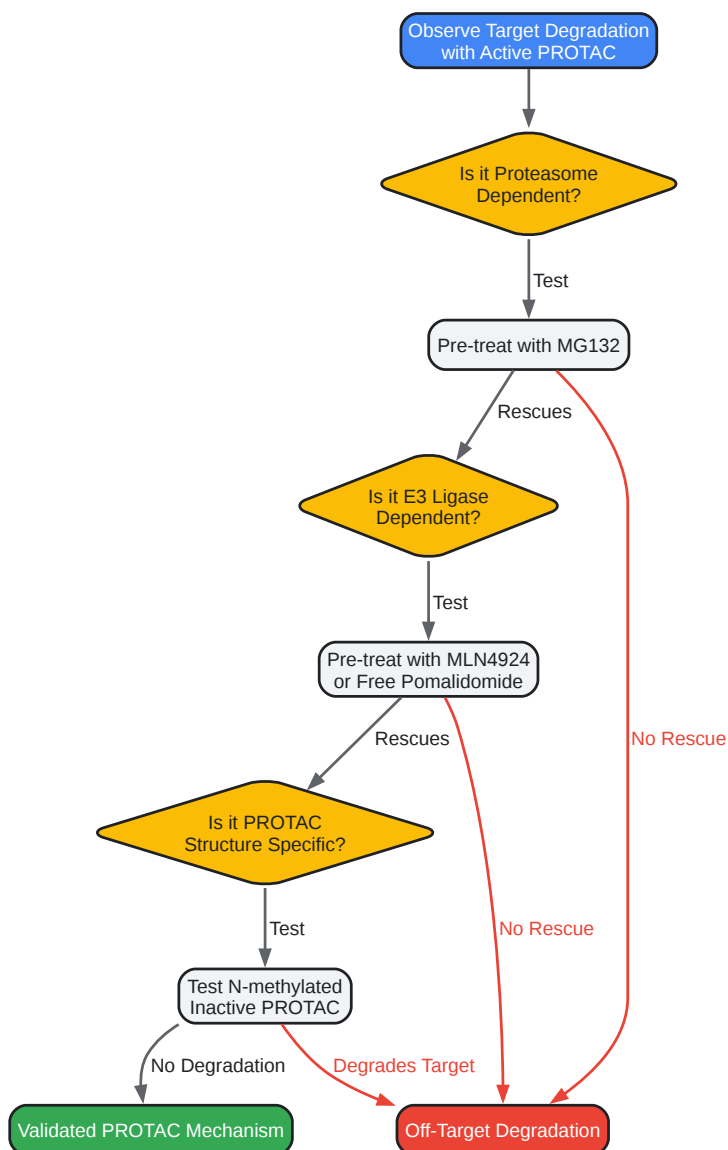 Observe Target Degradation
with Active PROTAC
Is it Proteasome
Dependent?
Test
Pre-treat with MG132
Rescues
Is it E3 Ligase
Dependent?
Test
Pre-treat with MLN4924
or Free Pomalidomide
Rescues
No Rescue
Is it PROTAC
Structure Specific?
Test
No Rescue
Test N-methylated
Inactive PROTAC
No Degradation
Degrades Target
Validated PROTAC Mechanism
Off-Target Degradation